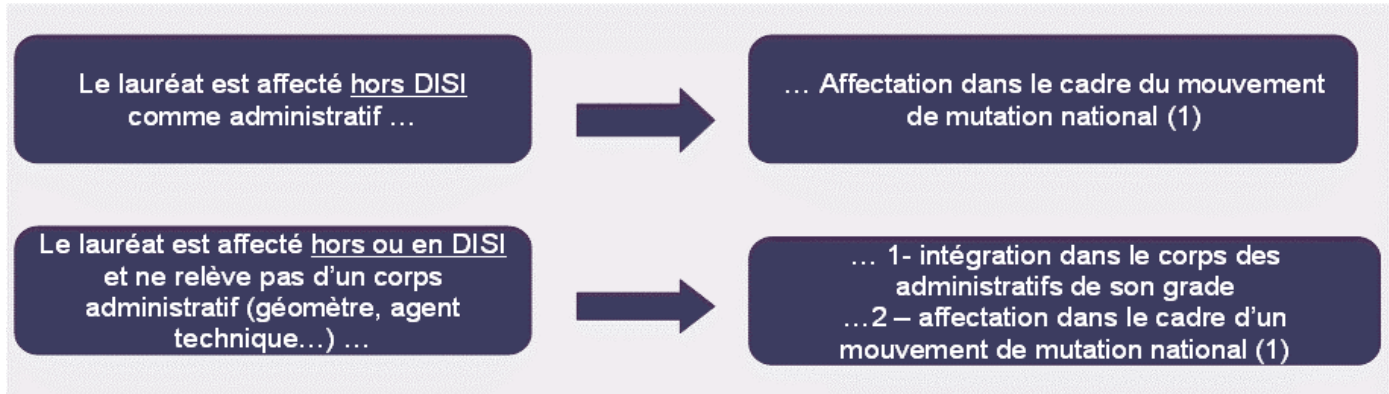 Le lauréat est affecté hors DISI
comme administratif …
… Affectation dans le cadre du mouvement
de mutation national (1)
Le lauréat est affecté hors ou en DISI
et ne relève pas d’un corps
administratif (géomètre, agent
technique…) …
… 1- intégration dans le corps des
administratifs de son grade
…2 – affectation dans le cadre d’un
mouvement de mutation national (1)